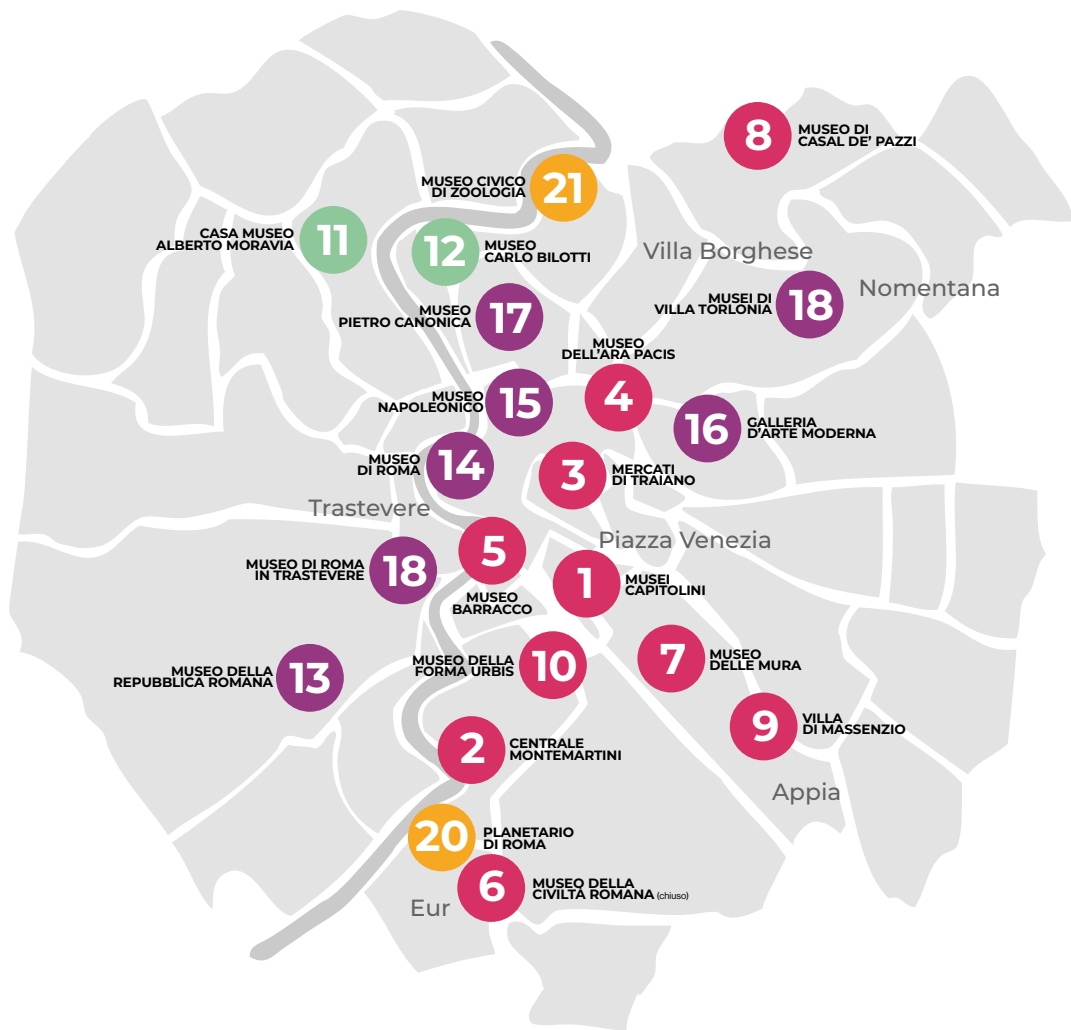 8
MUSEO DI
CASAL DE' PAZZI
MUSEO CIVICO
DI ZOOLOGIA
21
CASA MUSEO
ALBERTO MORAVIA
11
12
MUSEO
CARLO BILOTTI
Villa Borghese
Nomentana
MUSEI DI
VILLA TORLONIA
18
MUSEO
PIETRO CANONICA
17
MUSEO
DELL'ARA PACIS
4
MUSEO
NAPOLEONICO
15
16
GALLERIA
D'ARTE MODERNA
MUSEO
DI ROMA
14
3
MERCATI
DI TRAIANO
Trastevere
Piazza Venezia
5
MUSEO
BARRACCO
MUSEO DI ROMA
IN TRASTEVERE
18
1
MUSEI
CAPITOLINI
MUSEO DELLA
REPUBBLICA ROMANA
13
MUSEO DELLA
FORMA URBIS
10
7
MUSEO
DELLE MURA
9
VILLA
DI MASSENZIO
2
CENTRALE
MONTEMARTINI
Appia
20
PLANETARIO
DI ROMA
6
MUSEO DELLA
CIVILTÀ ROMANA (chiuso)
Eur